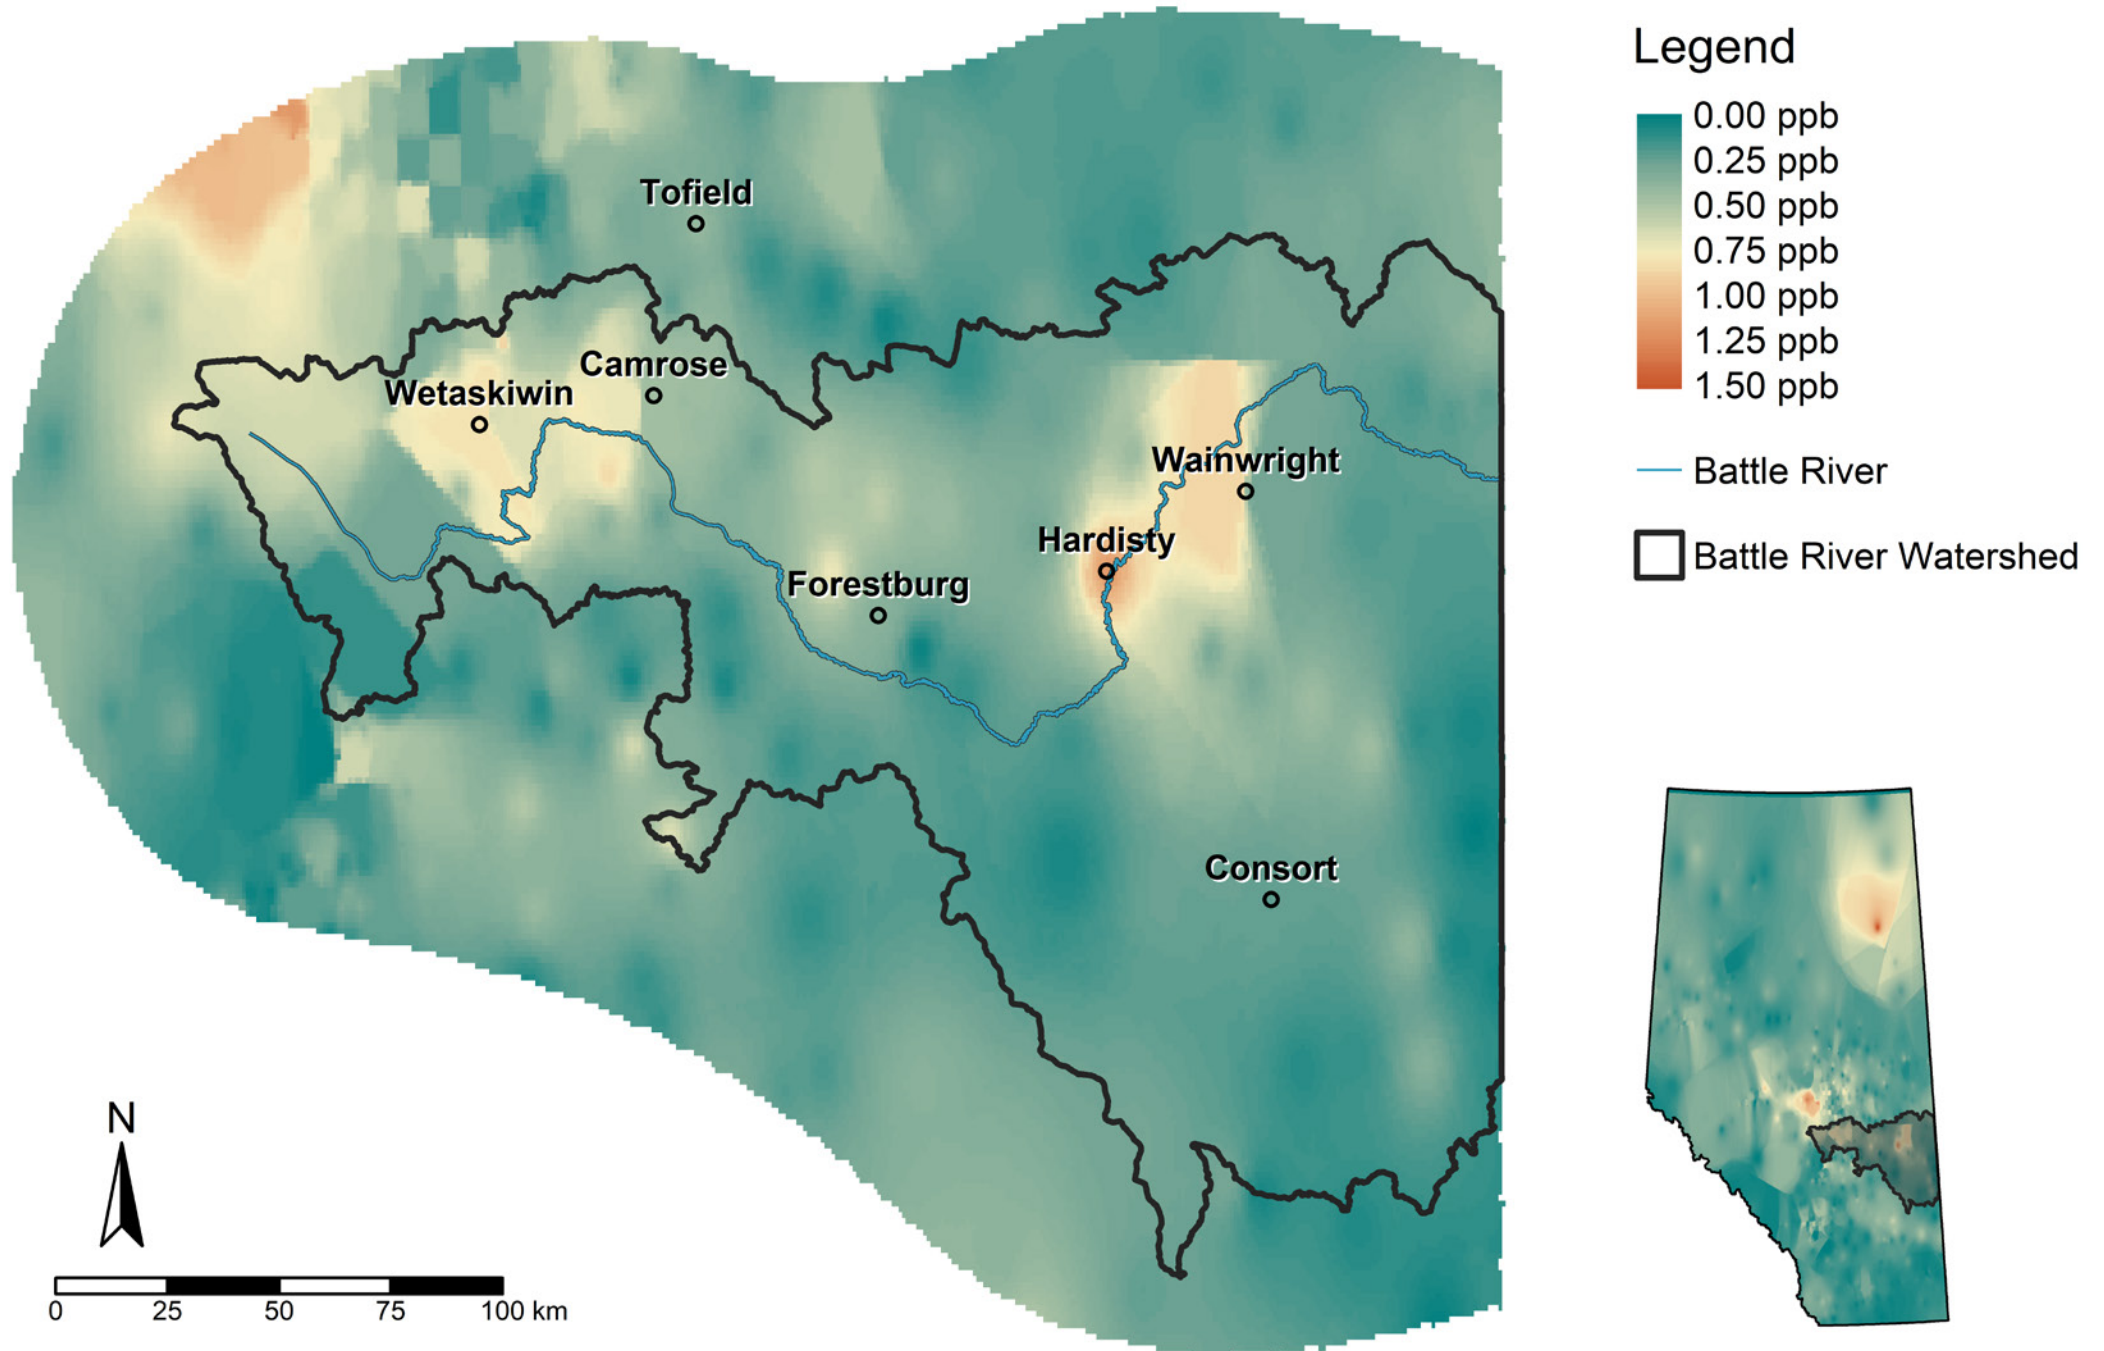 Legend
0.00 ppb
0.25 ppb
0.50 ppb
0.75 ppb
1.00 ppb
1.25 ppb
1.50 ppb
Battle River
Battle River Watershed
Tofield
Camrose
Wetaskiwin
Wainwright
Hardisty
Forestburg
Consort
N
0 25 50 75 100 km